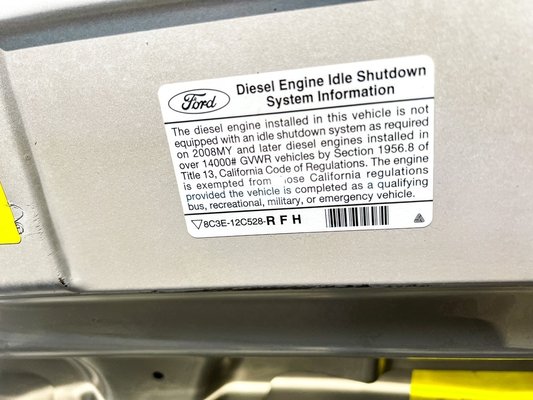 Ford
Diesel Engine Idle Shutdown
System Information
The diesel engine installed in this vehicle is not
equipped with an idle shutdown system as required
on 2008MY and later diesel engines installed in
over 14000# GVWR vehicles by Section 1956.8 of
Title 13, California Code of Regulations. The engine
is exempted from hose California regulations
provided the vehicle is completed as a qualifying
bus, recreational, military, or emergency vehicle.
8C3E-12C528-R F H